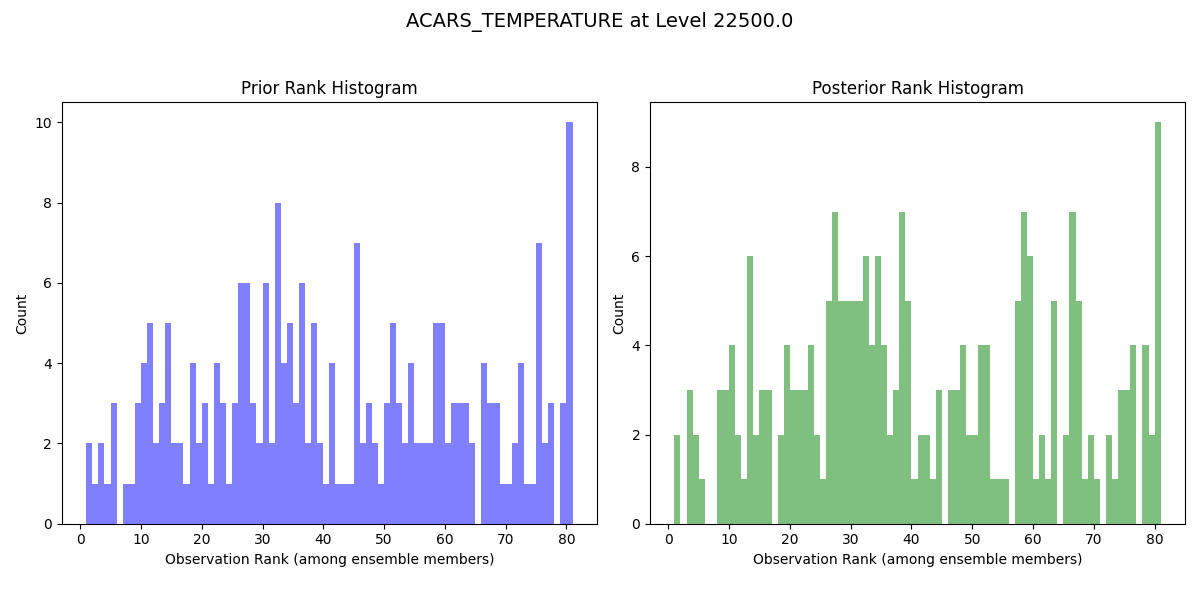 ACARS_TEMPERATURE at Level 22500.0
Prior Rank Histogram
Count
10
8
6
4
2
0
0 10 20 30 40 50 60 70 80
Observation Rank (among ensemble members)
Posterior Rank Histogram
Count
8
6
4
2
0
0 10 20 30 40 50 60 70 80
Observation Rank (among ensemble members)